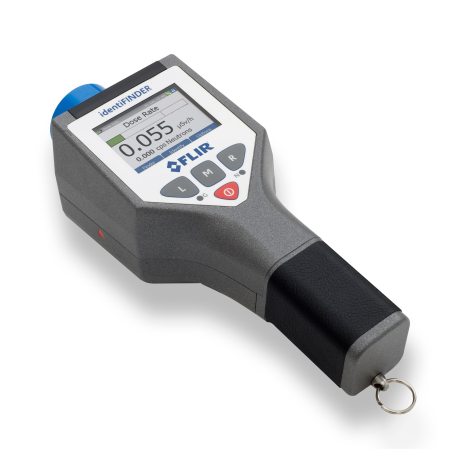 identiFINDER
Dose Rate
0.055 µSv/h
0.000 cps Neutrons
FLIR
L M R
G N